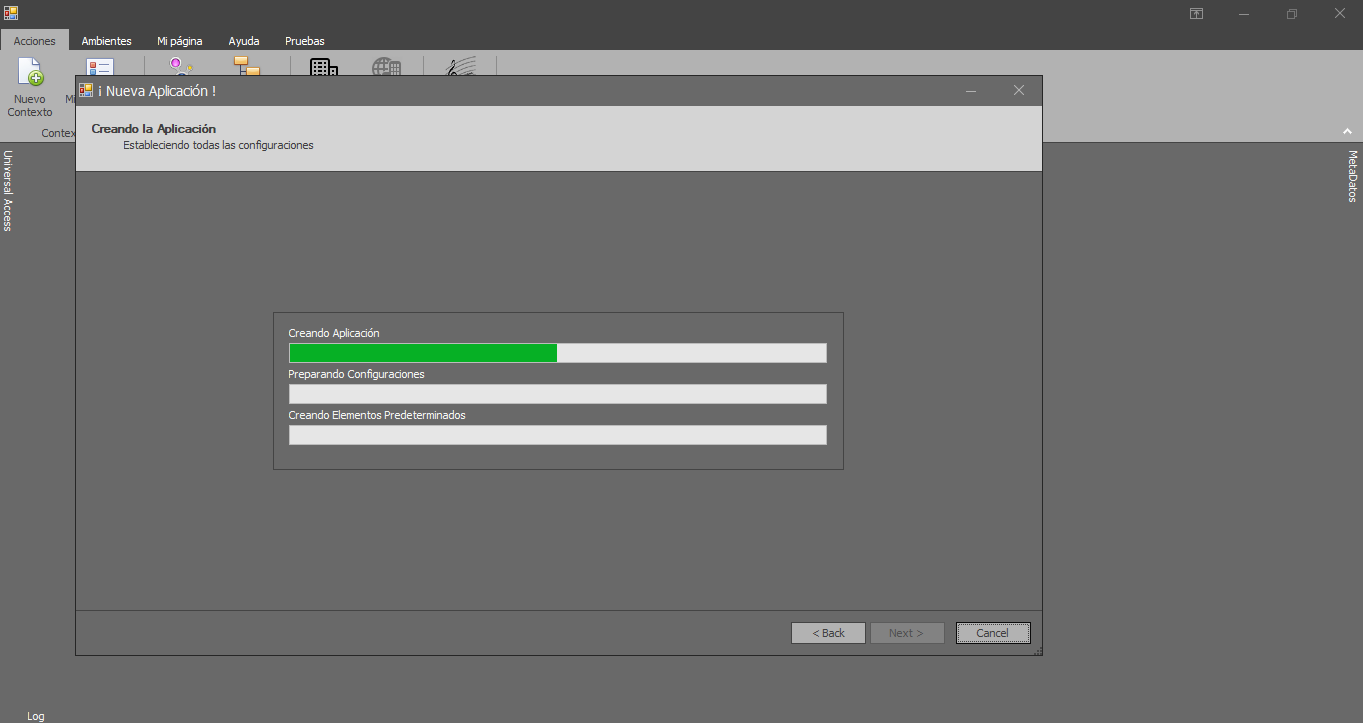 Acciones Ambientes Mi página Ayuda Pruebas
Nuevo
Contexto
¡ Nueva Aplicación !
Creando la Aplicación
Estableciendo todas las configuraciones
Universal Access
MetaDatos
Creando Aplicación
Preparando Configuraciones
Creando Elementos Predeterminados
< Back Next > Cancel
Log